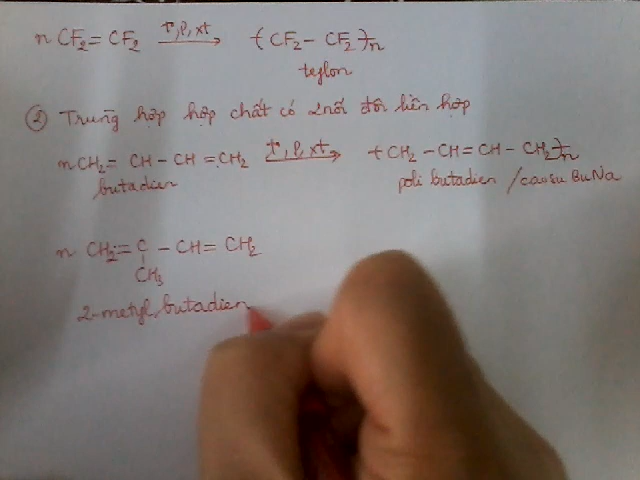 n CF₂=CF₂ t°,P,xt → (CF₂ – CF₂)n
teflon
② Trùng hợp hợp chất có 2 nối đôi liên hợp
n CH₂ = CH – CH = CH₂ t°, P, xt → (CH₂ – CH = CH – CH₂)n
butadien poli butadien / caosu BuNa
n CH₂ = C – CH = CH₂
CH₃
2-metyl butadien